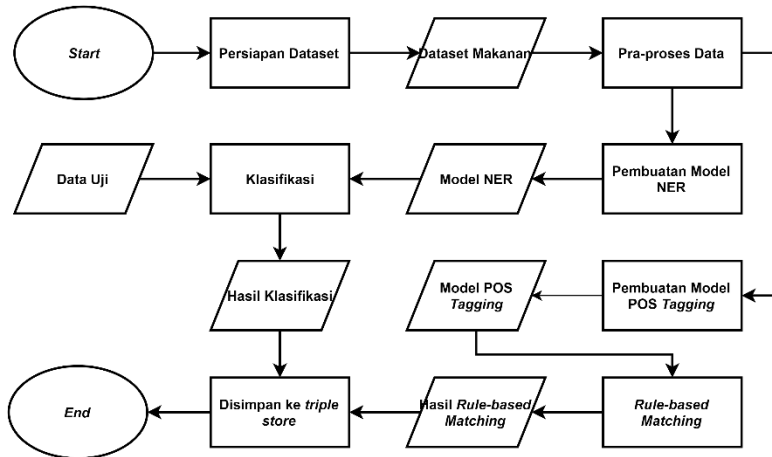 Start
Persiapan Dataset
Dataset Makanan
Pra-proses Data
Data Uji
Klasifikasi
Model NER
Pembuatan Model
NER
Hasil Klasifikasi
Model POS
Tagging
Pembuatan Model
POS Tagging
End
Disimpan ke triple
store
Hasil Rule-based
Matching
Rule-based
Matching